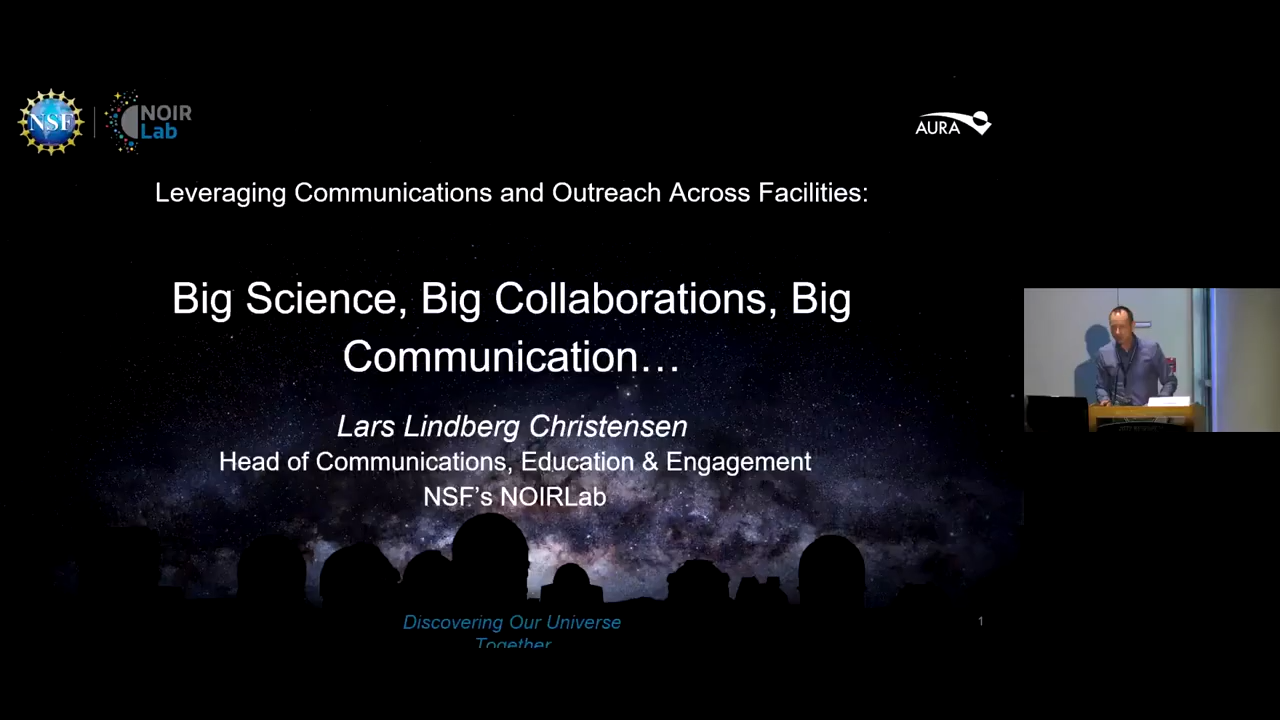 NSF
NOIR
Lab
AURA
Leveraging Communications and Outreach Across Facilities:
Big Science, Big Collaborations, Big
Communication…
Lars Lindberg Christensen
Head of Communications, Education & Engagement
NSF's NOIRLab
Discovering Our Universe
Together
1